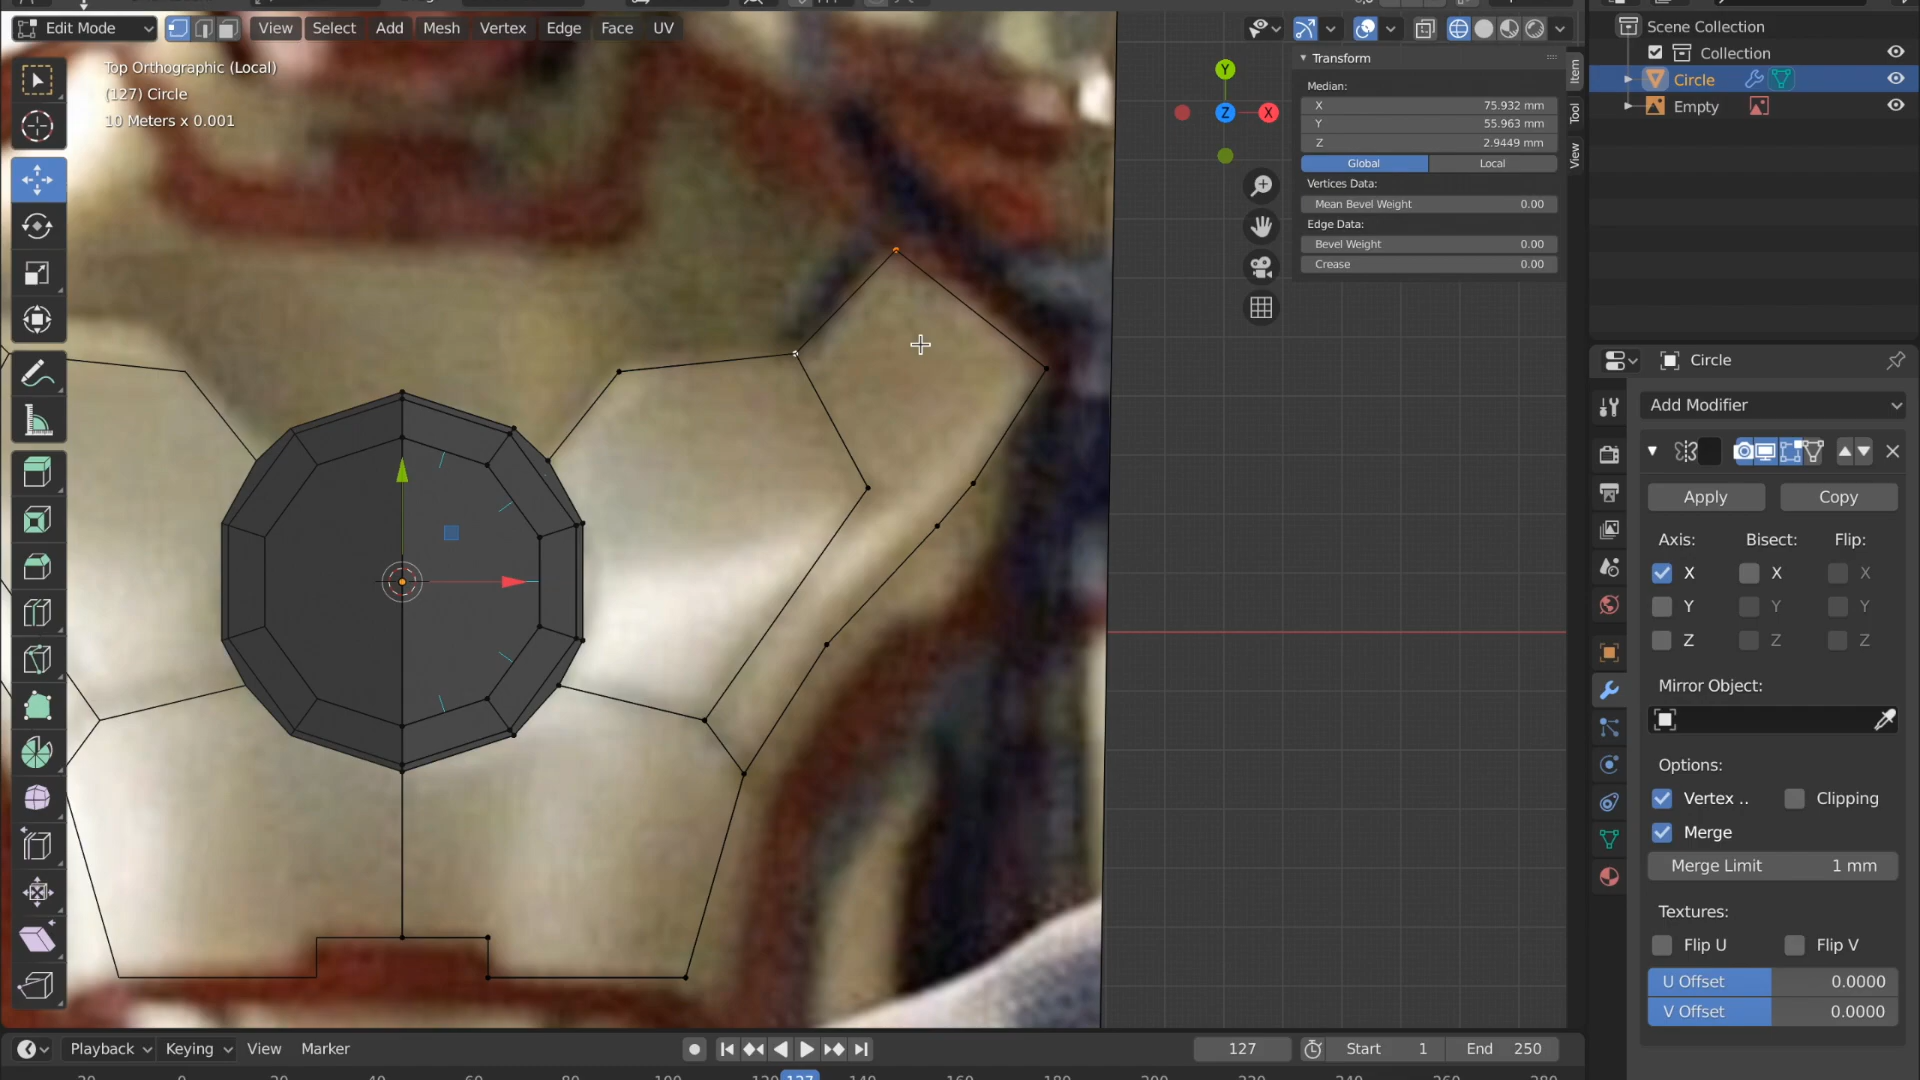 Edit Mode
View
Select
Add
Mesh
Vertex
Edge
Face
UV
Top Orthographic (Local)
(127) Circle
10 Meters x 0.001
Y
Z
X
Transform
Median:
X 75.932 mm
Y 55.963 mm
Z 2.9449 mm
Global
Local
Vertices Data:
Mean Bevel Weight 0.00
Edge Data:
Bevel Weight 0.00
Crease 0.00
Item
Tool
View
Scene Collection
Collection
Circle
Empty
Circle
Add Modifier
Apply
Copy
Axis: Bisect: Flip:
X X X
Y Y Y
Z Z Z
Mirror Object:
Options:
Vertex ..
Clipping
Merge
Merge Limit 1 mm
Textures:
Flip U
Flip V
U Offset 0.0000
V Offset 0.0000
Playback
Keying
View
Marker
127
Start 1
End 250